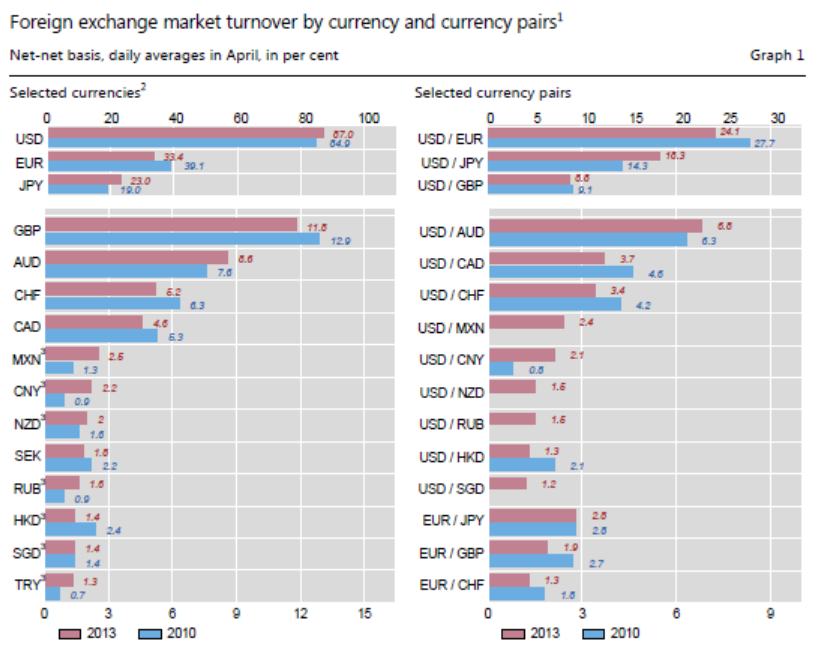 Foreign exchange market turnover by currency and currency pairs¹
Net-net basis, daily averages in April, in per cent
Graph 1
Selected currencies²
0 20 40 60 80 100
USD 87.0
84.9
EUR 33.4
39.1
JPY 23.0
19.0
GBP 11.8
12.9
AUD 8.6
7.6
CHF 5.2
6.3
CAD 4.6
5.3
MXN³ 2.5
1.3
CNY³ 2.2
0.9
NZD³ 2
1.6
SEK 1.8
2.2
RUB³ 1.6
0.9
HKD³ 1.4
2.4
SGD³ 1.4
1.4
TRY³ 1.3
0.7
0 3 6 9 12 15
2013 2010
Selected currency pairs
0 5 10 15 20 25 30
USD / EUR 24.1
27.7
USD / JPY 18.3
14.3
USD / GBP 8.8
9.1
USD / AUD 6.8
6.3
USD / CAD 3.7
4.6
USD / CHF 3.4
4.2
USD / MXN 2.4
USD / CNY 2.1
0.8
USD / NZD 1.5
USD / RUB 1.5
USD / HKD 1.3
2.1
USD / SGD 1.2
EUR / JPY 2.8
2.8
EUR / GBP 1.9
2.7
EUR / CHF 1.3
1.8
0 3 6 9
2013 2010